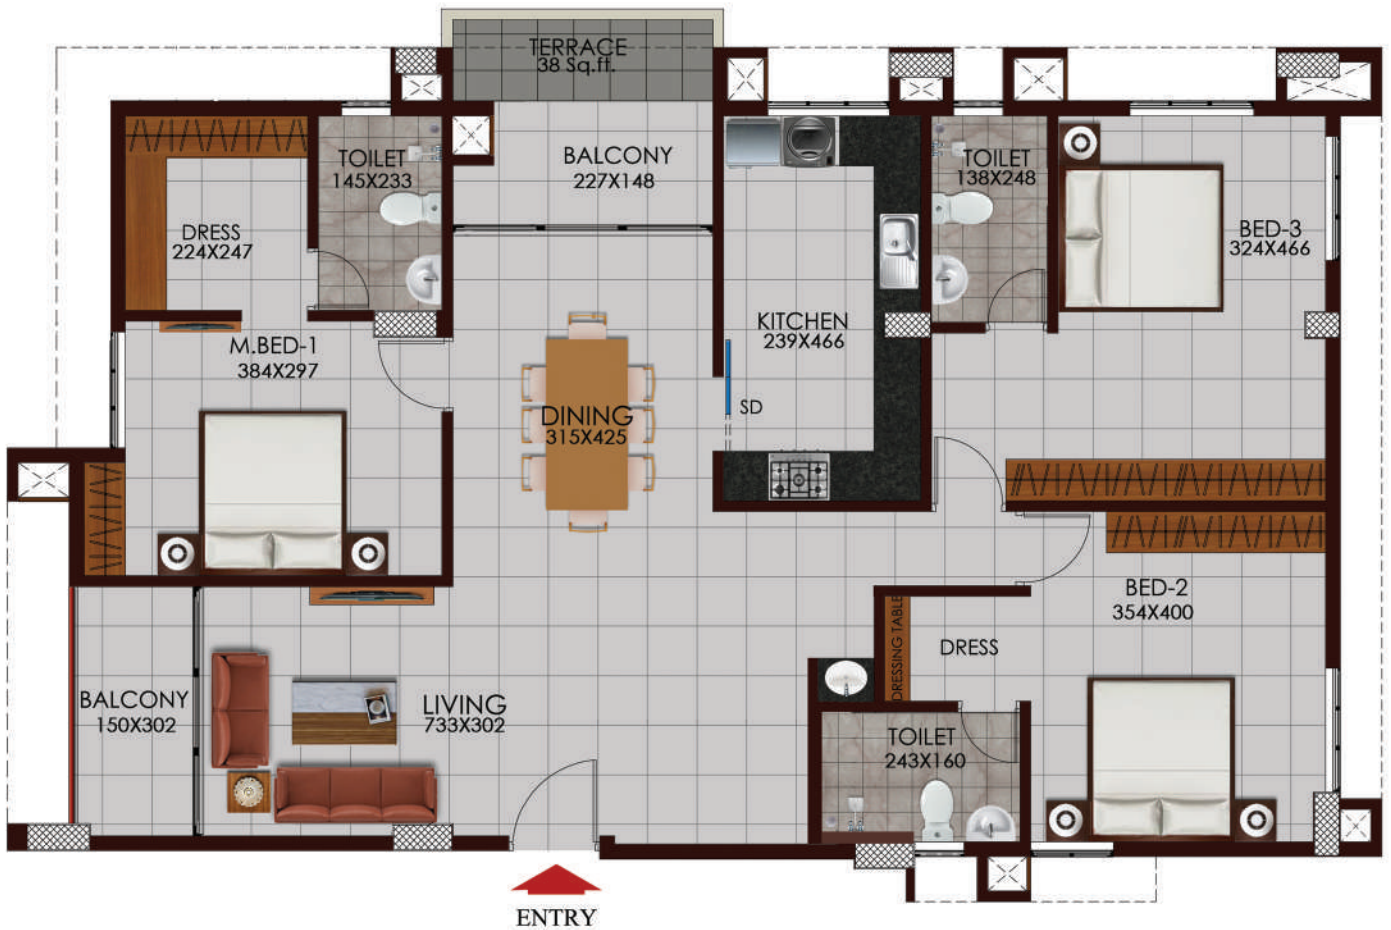 TERRACE
38 Sq.ft.
TOILET
145X233
BALCONY
227X148
TOILET
138X248
DRESS
224X247
BED-3
324X466
M.BED-1
384X297
KITCHEN
239X466
DINING
315X425
SD
BED-2
354X400
DRESSING TABLE
DRESS
BALCONY
150X302
LIVING
733X302
TOILET
243X160
ENTRY